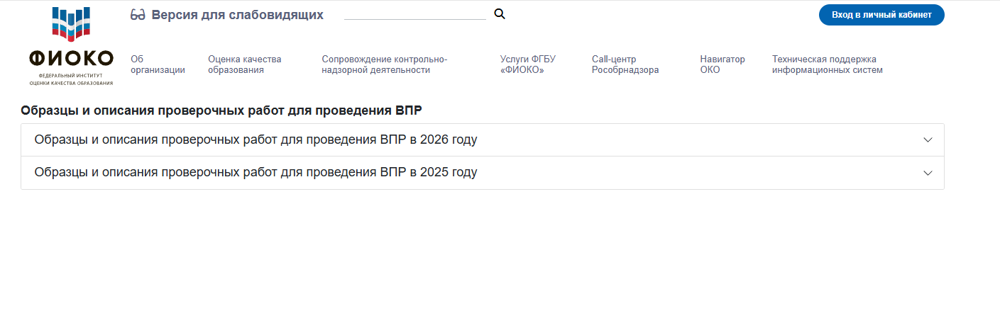 Версия для слабовидящих
Вход в личный кабинет
ФИОКО
ФЕДЕРАЛЬНЫЙ ИНСТИТУТ
ОЦЕНКИ КАЧЕСТВА ОБРАЗОВАНИЯ
Об
организации
Оценка качества
образования
Сопровождение контрольно-
надзорной деятельности
Услуги ФГБУ
«ФИОКО»
Call-центр
Рособрнадзора
Навигатор
ОКО
Техническая поддержка
информационных систем
Образцы и описания проверочных работ для проведения ВПР
Образцы и описания проверочных работ для проведения ВПР в 2026 году
Образцы и описания проверочных работ для проведения ВПР в 2025 году